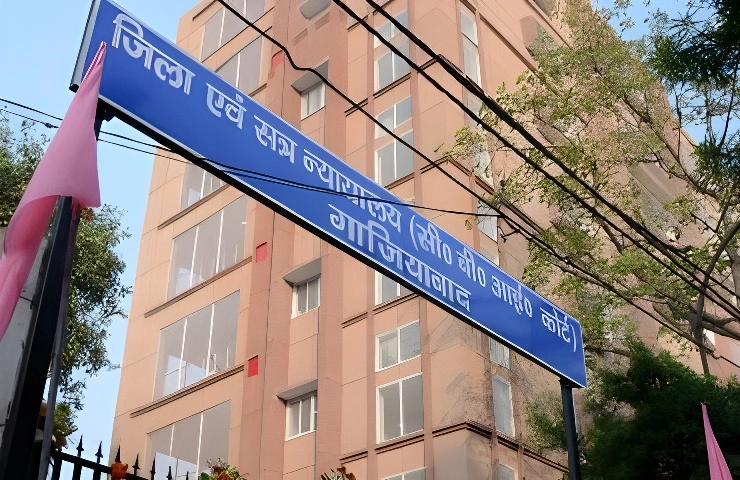 जिला एवं सत्र न्यायालय (सी० बी० आई० कोर्ट)
गाजियाबाद